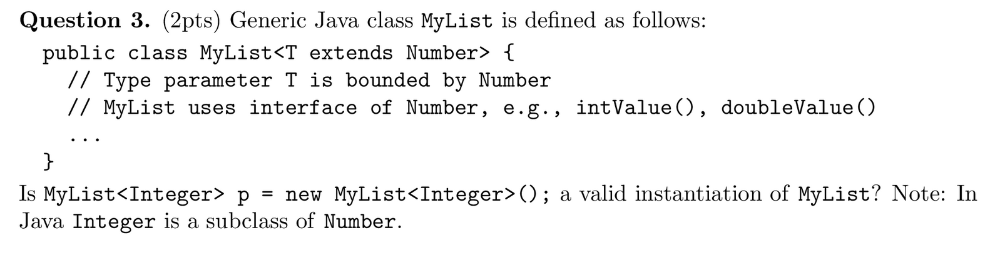 Question 3. (2pts) Generic Java class MyList is defined as follows:
public class MyList<T extends Number> {
// Type parameter T is bounded by Number
// MyList uses interface of Number, e.g., intValue(), doubleValue()
...
}
Is MyList<Integer> p = new MyList<Integer>(); a valid instantiation of MyList? Note: In
Java Integer is a subclass of Number.